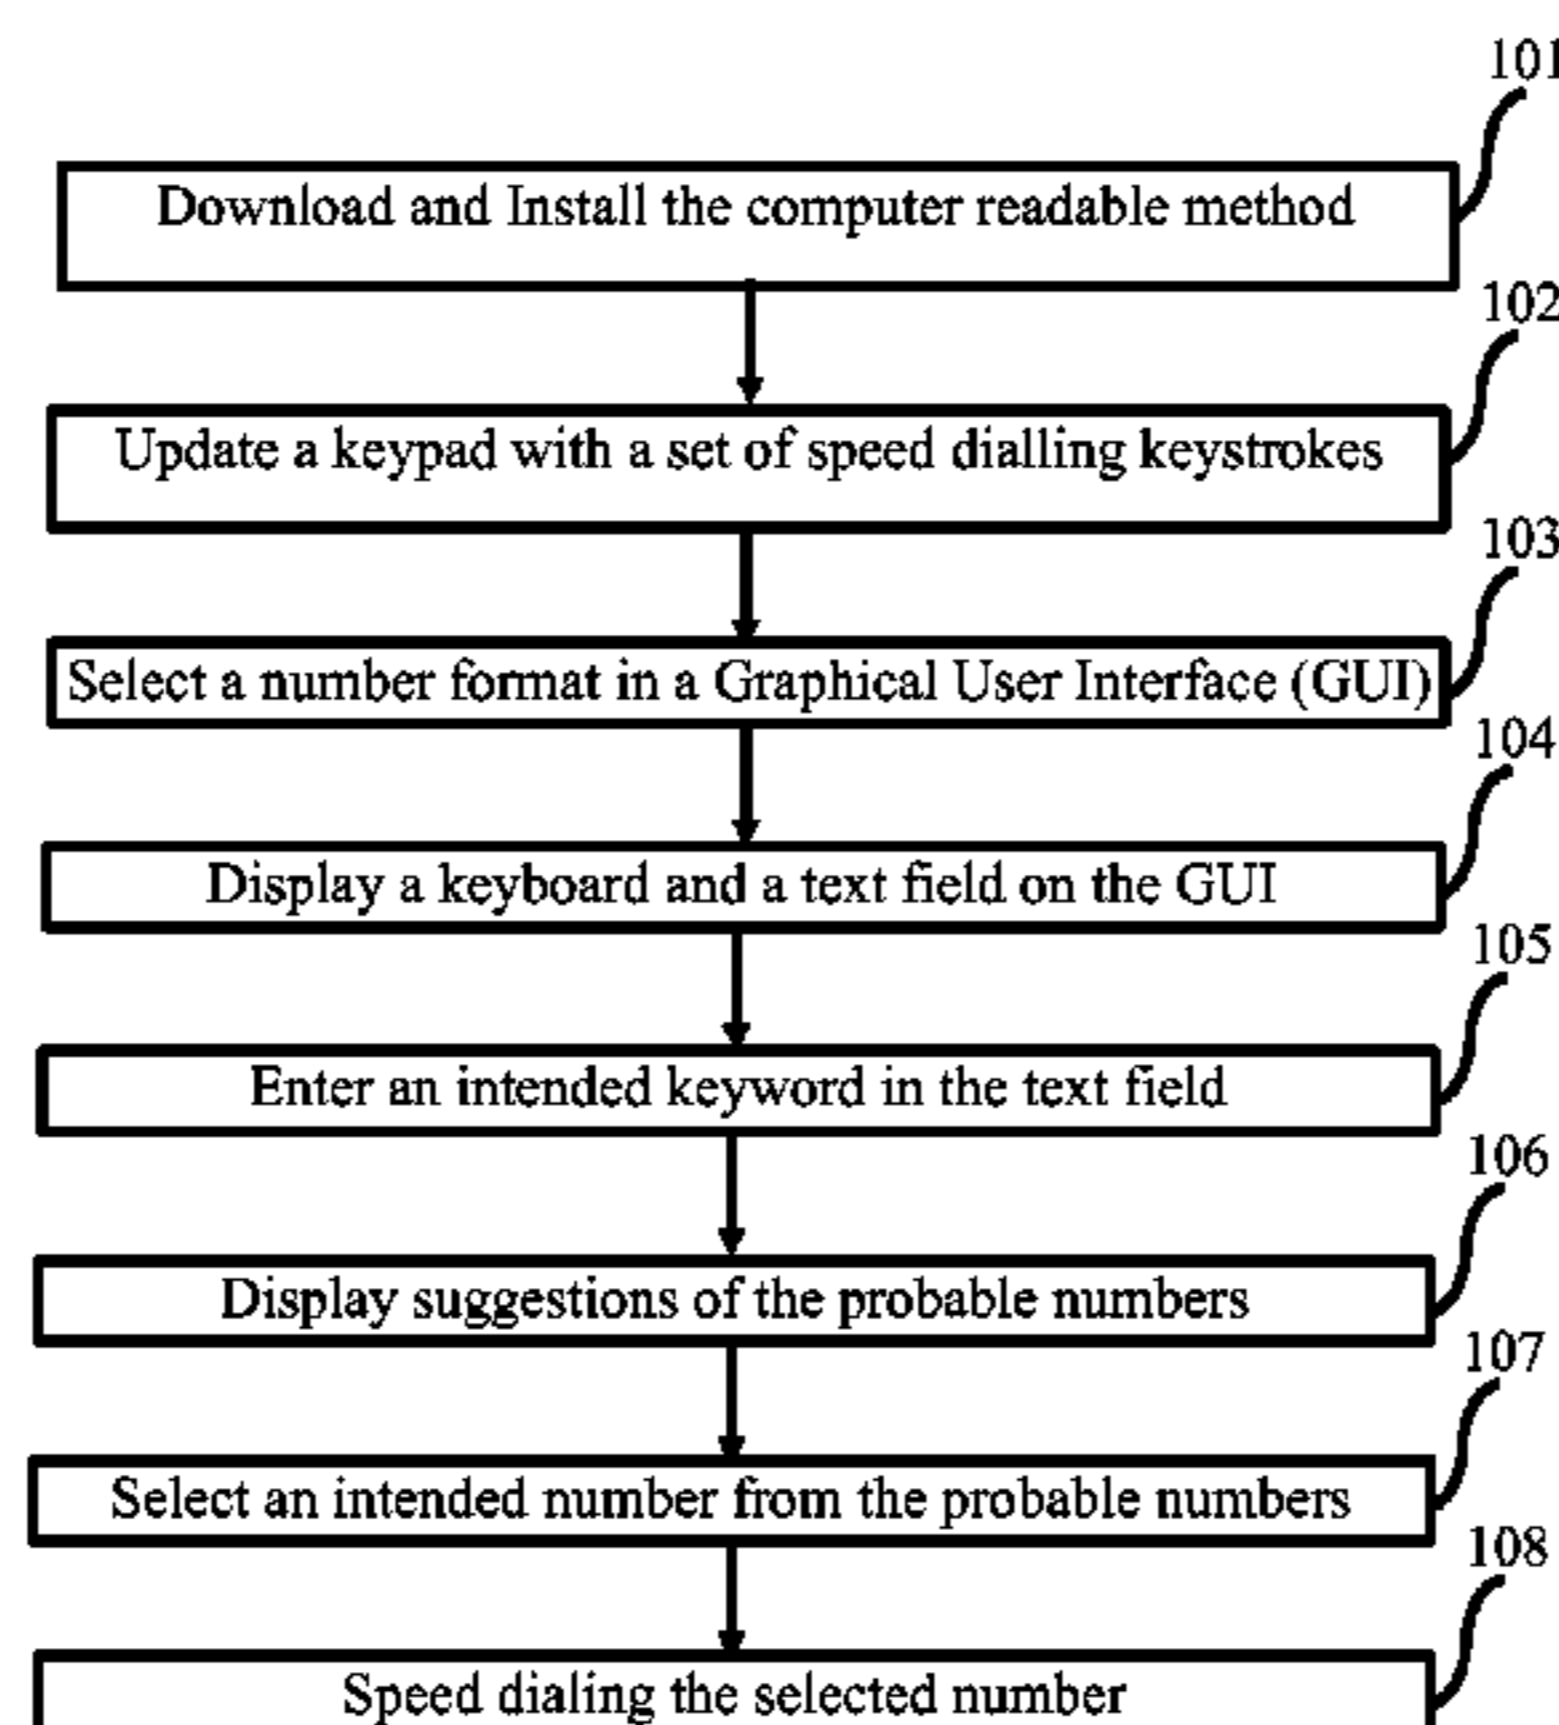 101
Download and Install the computer readable method
102
Update a keypad with a set of speed dialling keystrokes
103
Select a number format in a Graphical User Interface (GUI)
104
Display a keyboard and a text field on the GUI
105
Enter an intended keyword in the text field
106
Display suggestions of the probable numbers
107
Select an intended number from the probable numbers
108
Speed dialing the selected number